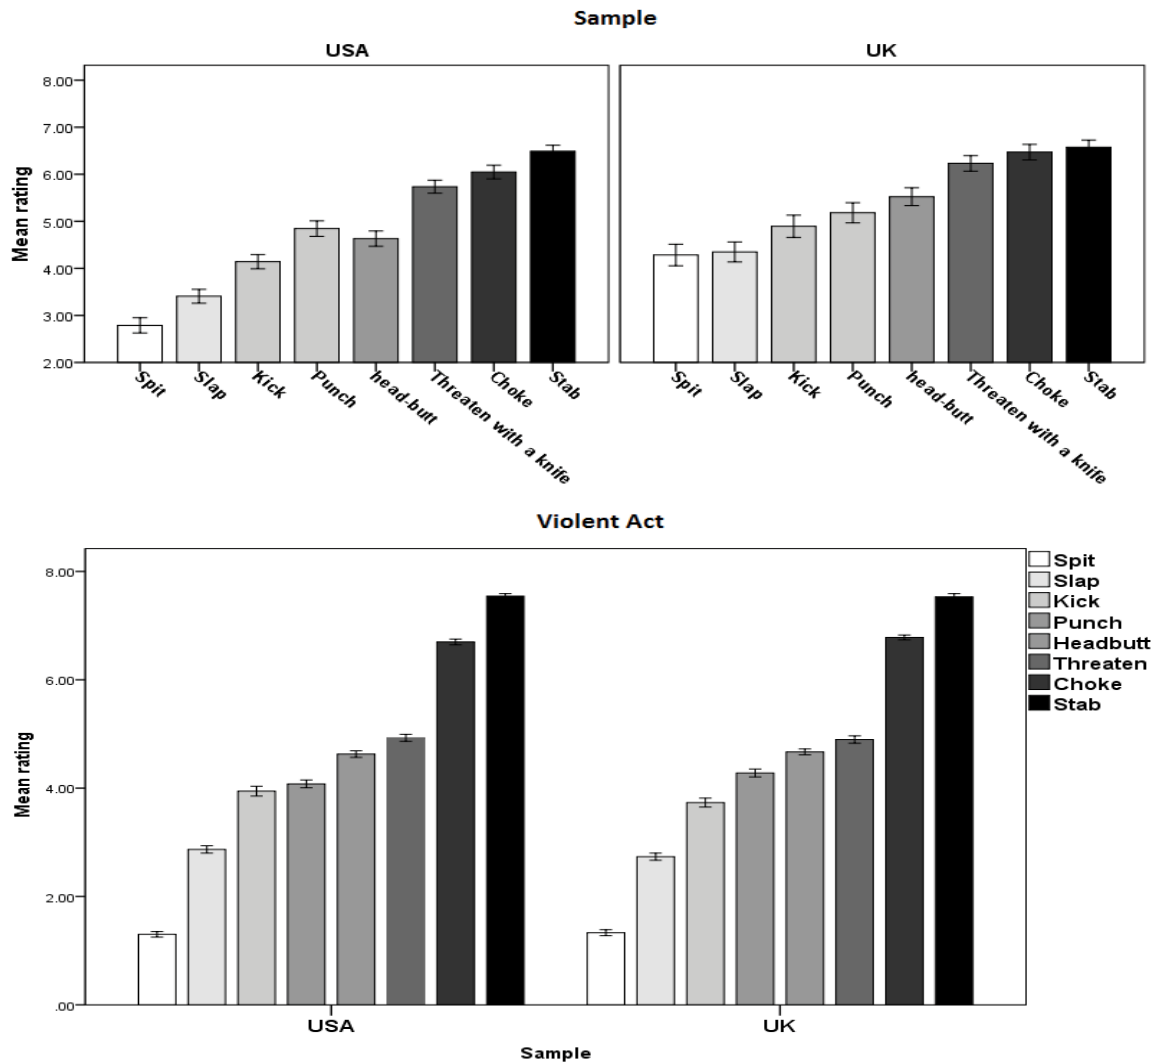 Sample
USA
UK
Mean rating
8.00
7.00
6.00
5.00
4.00
3.00
2.00
Spit
Slap
Kick
Punch
head-butt
Threaten with a knife
Choke
Stab
Spit
Slap
Kick
Punch
head-butt
Threaten with a knife
Choke
Stab
Violent Act
Mean rating
8.00
6.00
4.00
2.00
.00
Spit
Slap
Kick
Punch
Headbutt
Threaten
Choke
Stab
USA
UK
Sample